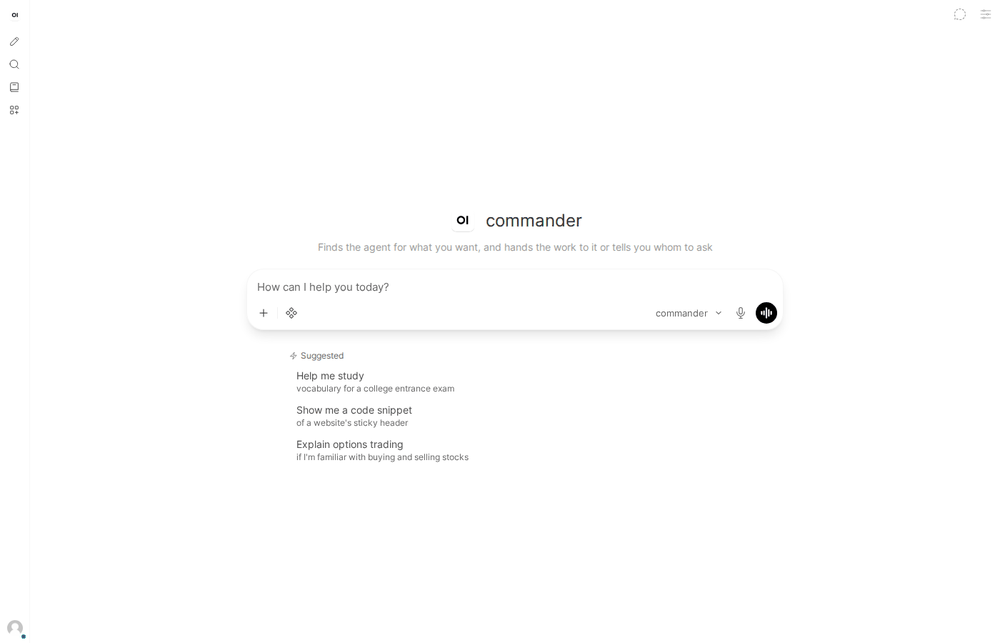 OI
OI commander
Finds the agent for what you want, and hands the work to it or tells you whom to ask
How can I help you today?
commander
Suggested
Help me study
vocabulary for a college entrance exam
Show me a code snippet
of a website's sticky header
Explain options trading
if I'm familiar with buying and selling stocks